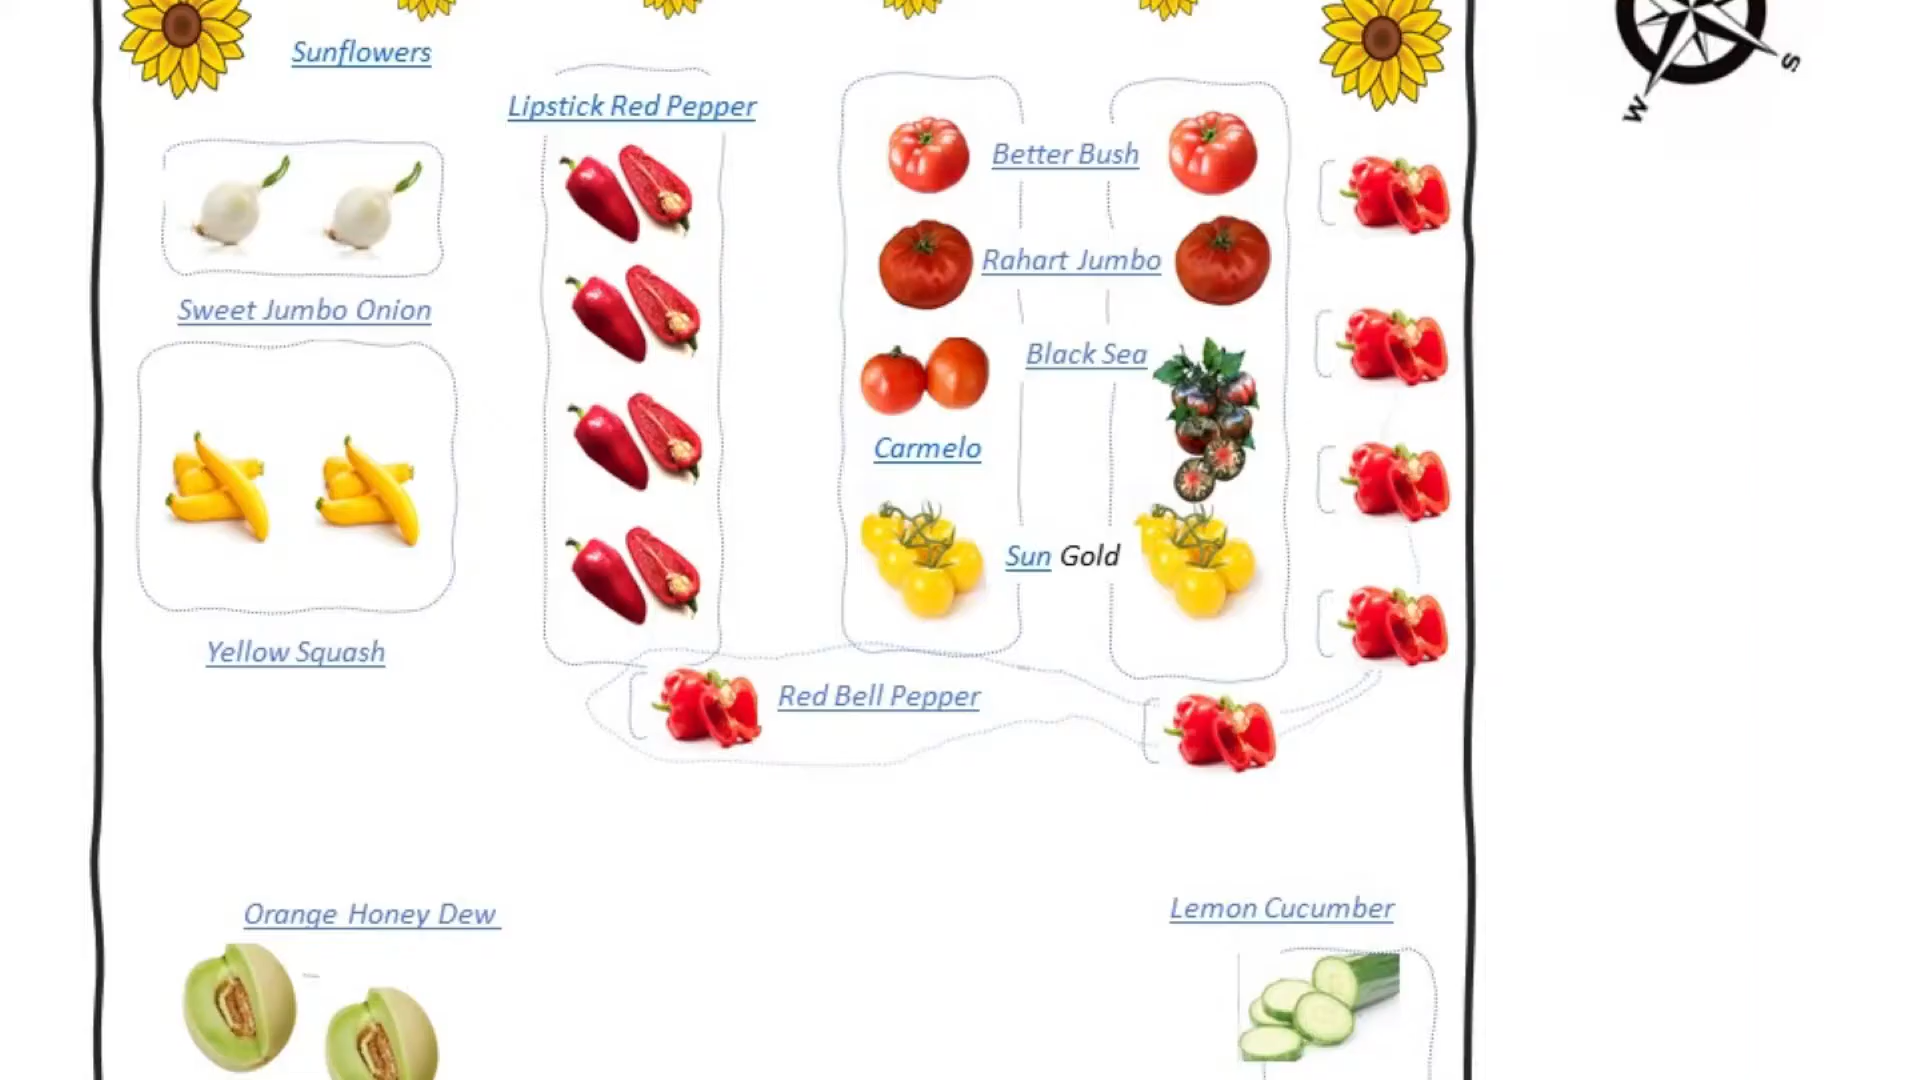 Sunflowers
Lipstick Red Pepper
Better Bush
Rahart Jumbo
Sweet Jumbo Onion
Black Sea
Carmelo
Sun Gold
Yellow Squash
Red Bell Pepper
Orange Honey Dew
Lemon Cucumber
S
W